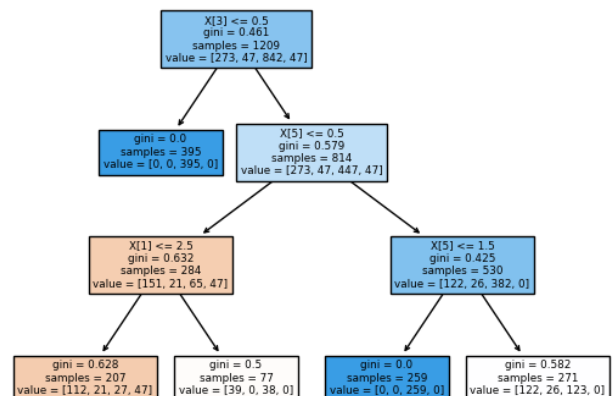 X[3] <= 0.5
gini = 0.461
samples = 1209
value = [273, 47, 842, 47]
gini = 0.0
samples = 395
value = [0, 0, 395, 0]
X[5] <= 0.5
gini = 0.579
samples = 814
value = [273, 47, 447, 47]
X[1] <= 2.5
gini = 0.632
samples = 284
value = [151, 21, 65, 47]
X[5] <= 1.5
gini = 0.425
samples = 530
value = [122, 26, 382, 0]
gini = 0.628
samples = 207
value = [112, 21, 27, 47]
gini = 0.5
samples = 77
value = [39, 0, 38, 0]
gini = 0.0
samples = 259
value = [0, 0, 259, 0]
gini = 0.582
samples = 271
value = [122, 26, 123, 0]